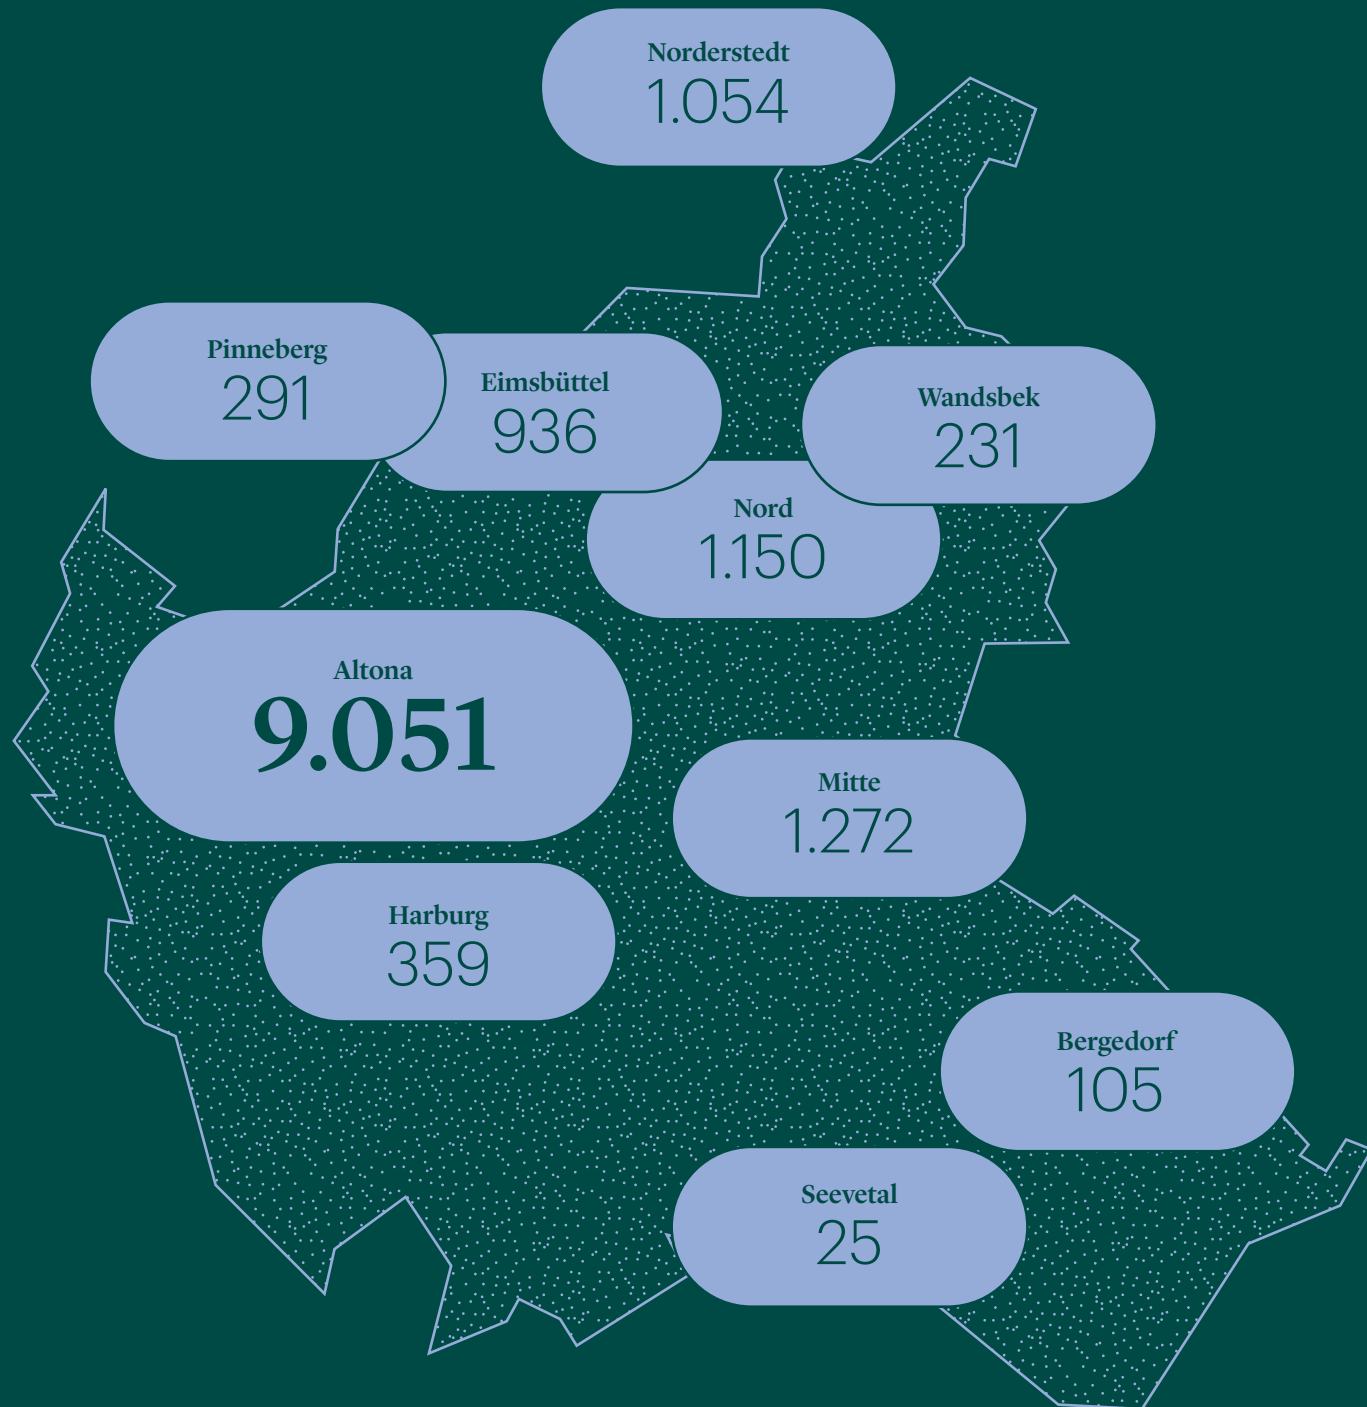 Norderstedt
1.054
Pinneberg
291
Eimsbüttel
936
Wandsbek
231
Nord
1.150
Altona
9.051
Mitte
1.272
Harburg
359
Bergedorf
105
Seevetal
25